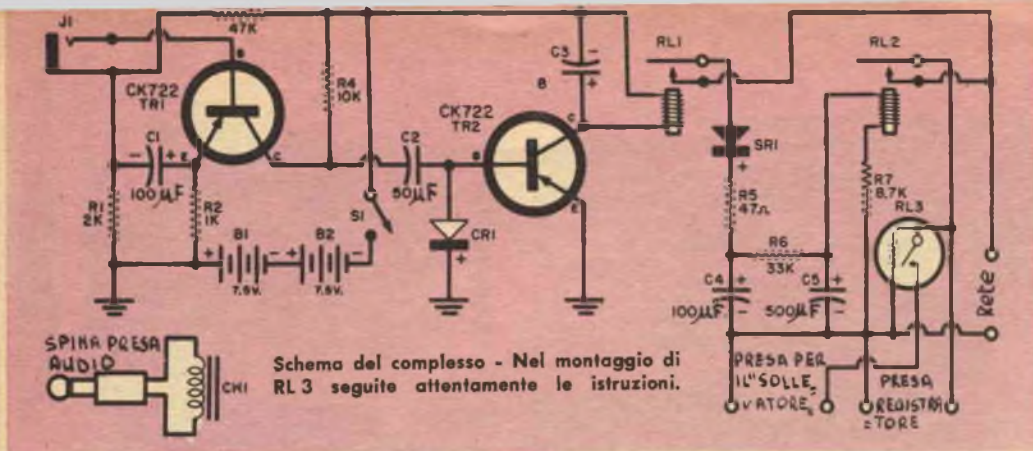 J1
47K
B
CK722
TR1
R4
10K
C1
- + E
C
100µF
R1
2K
R2
1K
+ B1 - + B2 -
7,5V. 7,5V.
S1
C2
50µF
CK722
TR2
B
C
E
CR1
+
C3
-
8
+
RL1
SR1
+
R5
47Ω
R6
33K
C4 +
100µF -
C5 +
500µF -
RL2
R7
8,7K
RL3
Rete
SPINA PRESA
AUDIO
CH1
Schema del complesso - Nel montaggio di
RL 3 seguite attentamente le istruzioni.
PRESA PER
IL "SOLLE=
VATORE"
PRESA
REGISTRA
=TORE